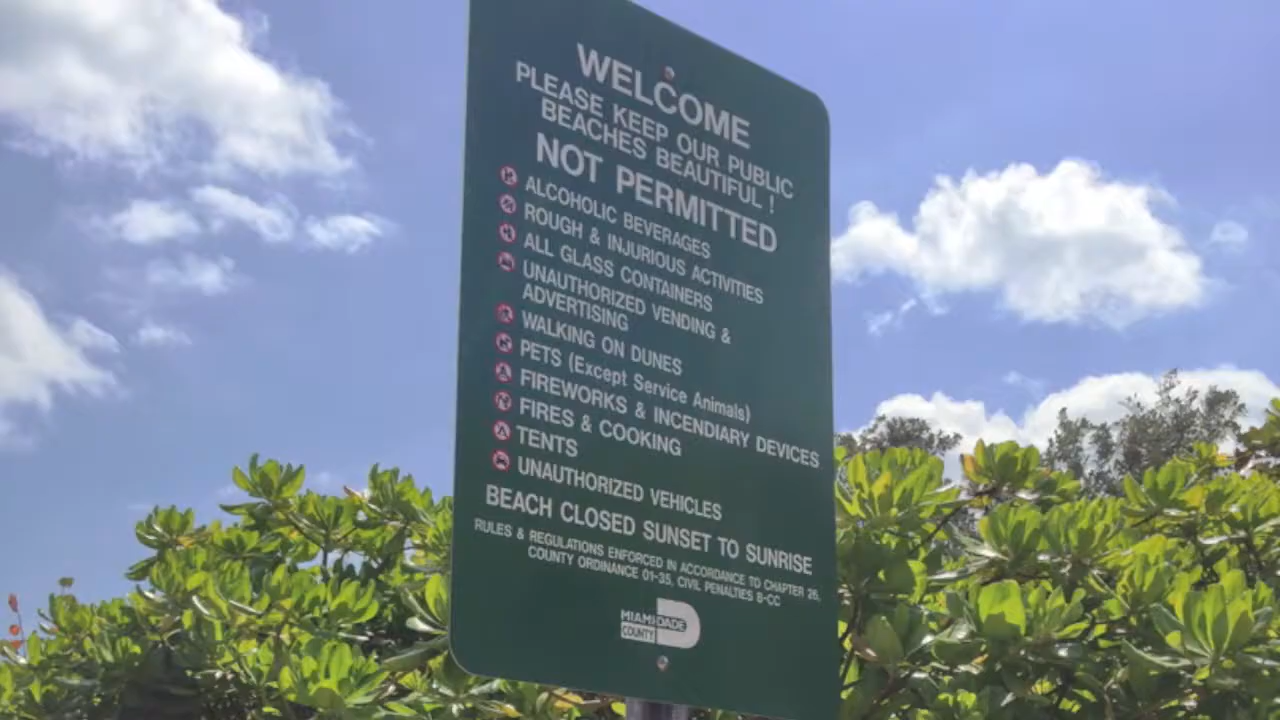 WELCOME
PLEASE KEEP OUR PUBLIC
BEACHES BEAUTIFUL !
NOT PERMITTED
ALCOHOLIC BEVERAGES
ROUGH & INJURIOUS ACTIVITIES
ALL GLASS CONTAINERS
UNAUTHORIZED VENDING &
ADVERTISING
WALKING ON DUNES
PETS (Except Service Animals)
FIREWORKS & INCENDIARY DEVICES
FIRES & COOKING
TENTS
UNAUTHORIZED VEHICLES
BEACH CLOSED SUNSET TO SUNRISE
RULES & REGULATIONS ENFORCED IN ACCORDANCE TO CHAPTER 26,
COUNTY ORDINANCE 01-35, CIVIL PENALTIES 8-CC
MIAMI-DADE
COUNTY